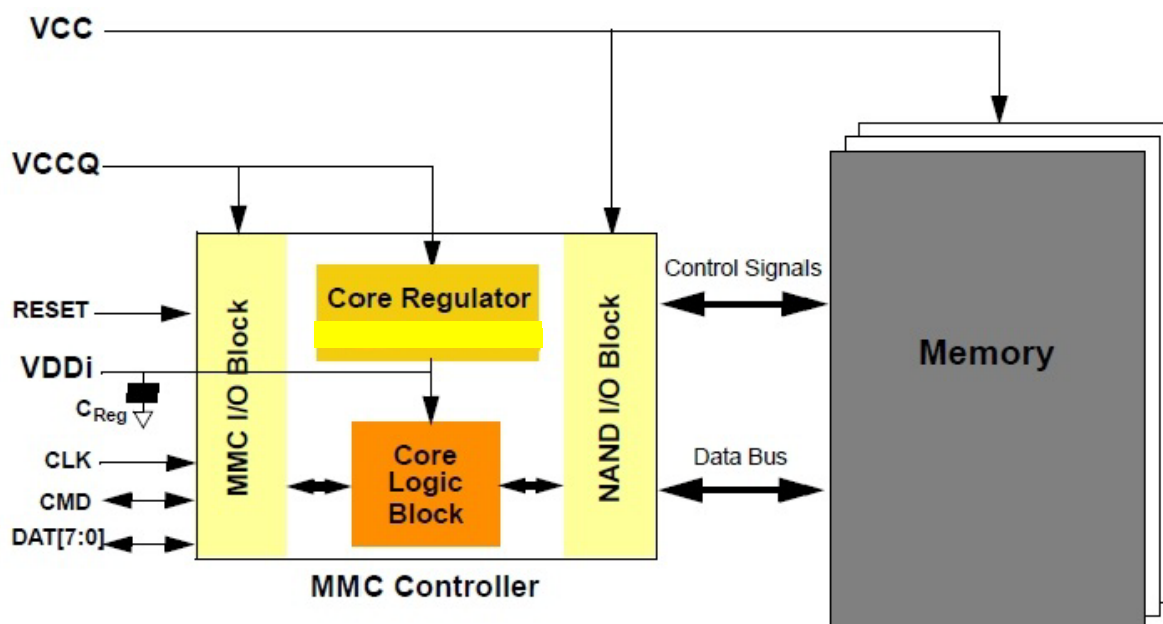 VCC
VCCQ
RESET
VDDi
C Reg
CLK
CMD
DAT[7:0]
MMC I/O Block
Core Regulator
Core
Logic
Block
NAND I/O Block
MMC Controller
Control Signals
Data Bus
Memory